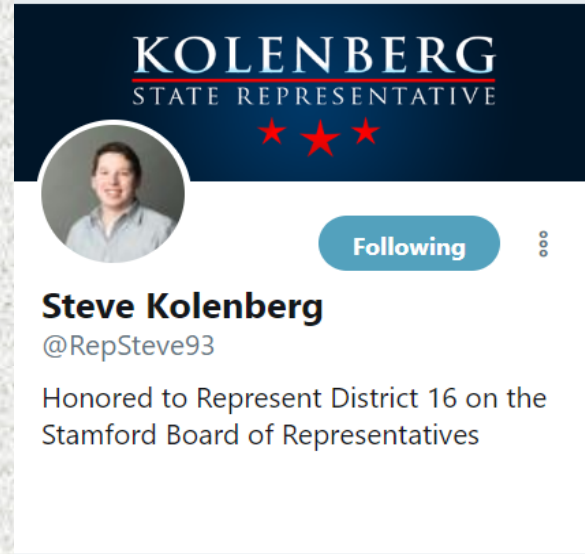 KOLENBERG
STATE REPRESENTATIVE
Following
Steve Kolenberg
@RepSteve93
Honored to Represent District 16 on the
Stamford Board of Representatives